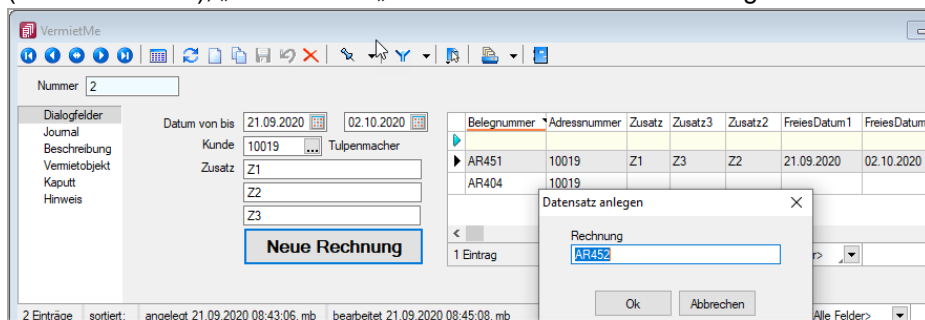 VermietMe
Nummer 2
Dialogfelder
Journal
Beschreibung
Vermietobjekt
Kaputt
Hinweis
Datum von bis 21.09.2020 02.10.2020
Kunde 10019 ... Tulpenmacher
Zusatz Z1
Z2
Z3
Neue Rechnung
Belegnummer Adressnummer Zusatz Zusatz3 Zusatz2 FreiesDatum1 FreiesDatum
AR451 10019 Z1 Z3 Z2 21.09.2020 02.10.2020
AR404 10019
1 Eintrag
Datensatz anlegen
Rechnung
AR452
Ok Abbrechen
2 Einträge sortiert: angelegt 21.09.2020 08:43:06, mb bearbeitet 21.09.2020 08:45:08, mb
Alle Felder>